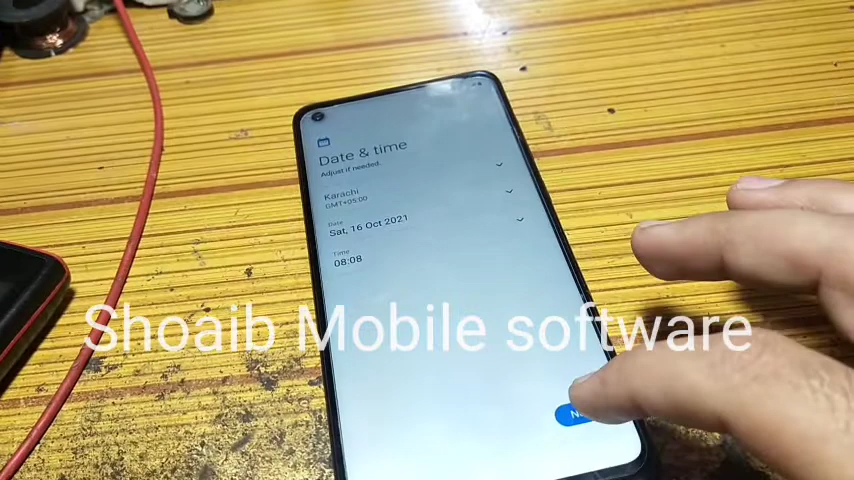 Date & time
Adjust if needed.
Karachi
GMT+05:00
Date
Sat, 16 Oct 2021
Time
08:08
Shoaib Mobile software